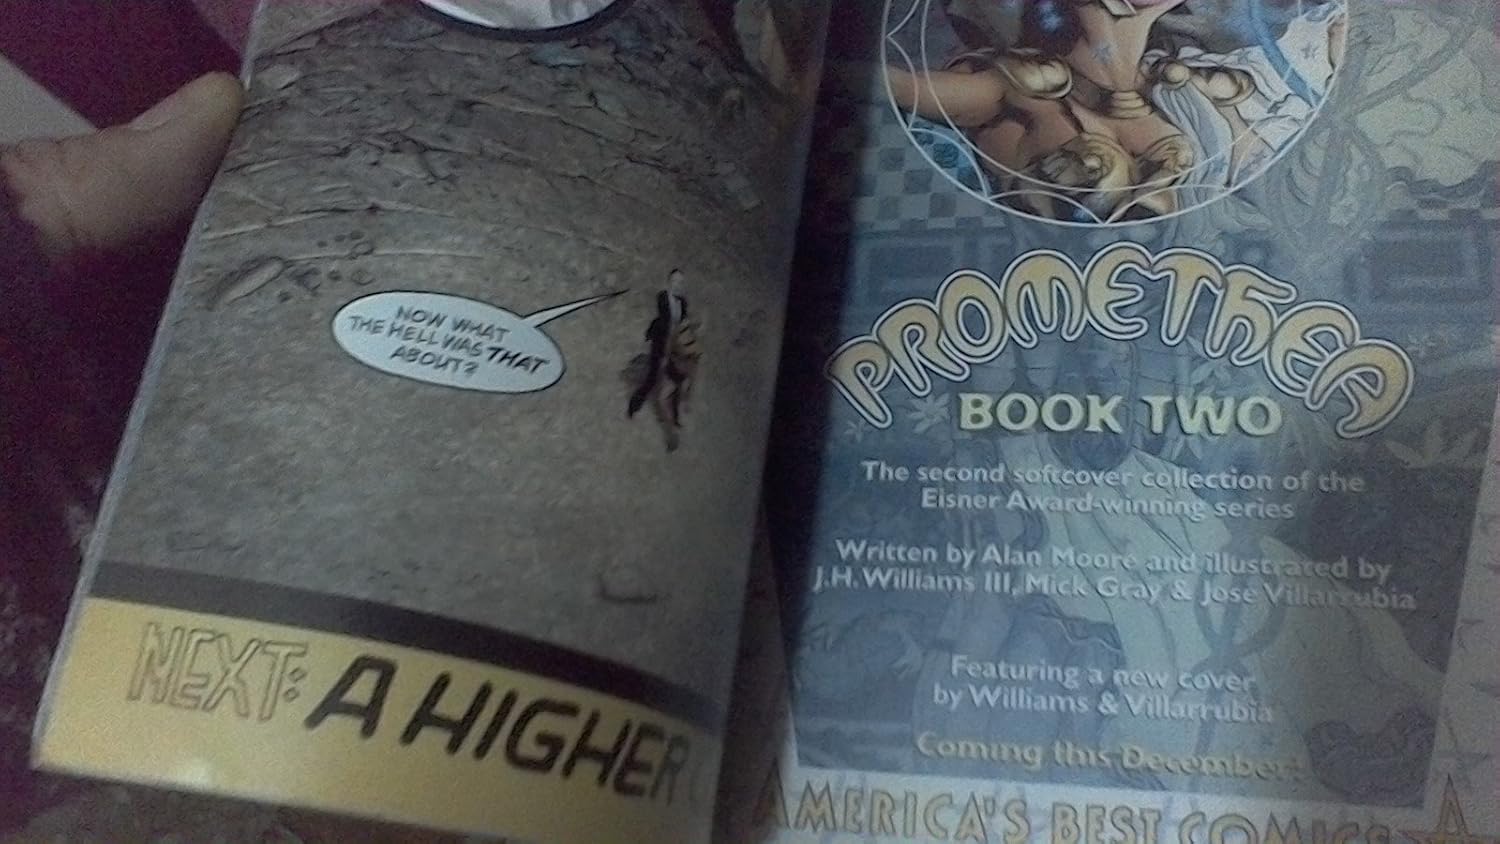 NOW WHAT
THE HELL WAS THAT
ABOUT?
NEXT: A HIGHER
PROMETHEA
BOOK TWO
The second softcover collection of the
Eisner Award-winning series
Written by Alan Moore and illustrated by
J.H. Williams III, Mick Gray & José Villarrubia
Featuring a new cover
by Williams & Villarrubia
Coming this December!
AMERICA'S BEST COMICS